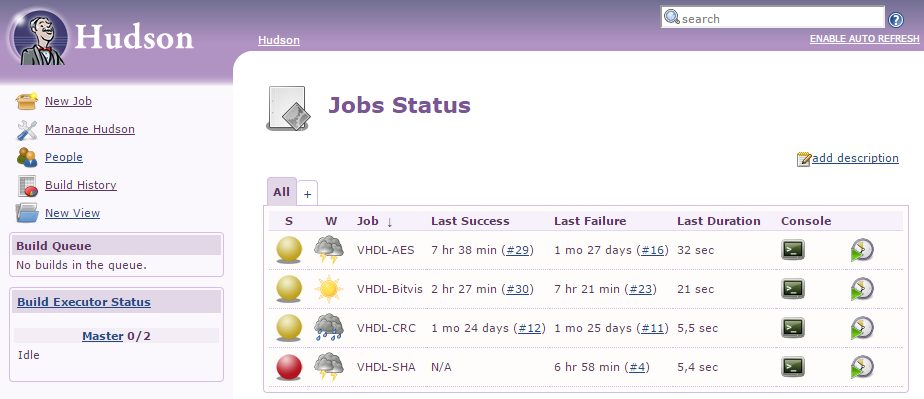 Hudson
search
Hudson
ENABLE AUTO REFRESH
New Job
Manage Hudson
People
Build History
New View
Build Queue
No builds in the queue.
Build Executor Status
Master 0/2
Idle
Jobs Status
add description
All +
S W Job ↓ Last Success Last Failure Last Duration Console
VHDL-AES 7 hr 38 min (#29) 1 mo 27 days (#16) 32 sec
VHDL-Bitvis 2 hr 27 min (#30) 7 hr 21 min (#23) 21 sec
VHDL-CRC 1 mo 24 days (#12) 1 mo 25 days (#11) 5,5 sec
VHDL-SHA N/A 6 hr 58 min (#4) 5,4 sec